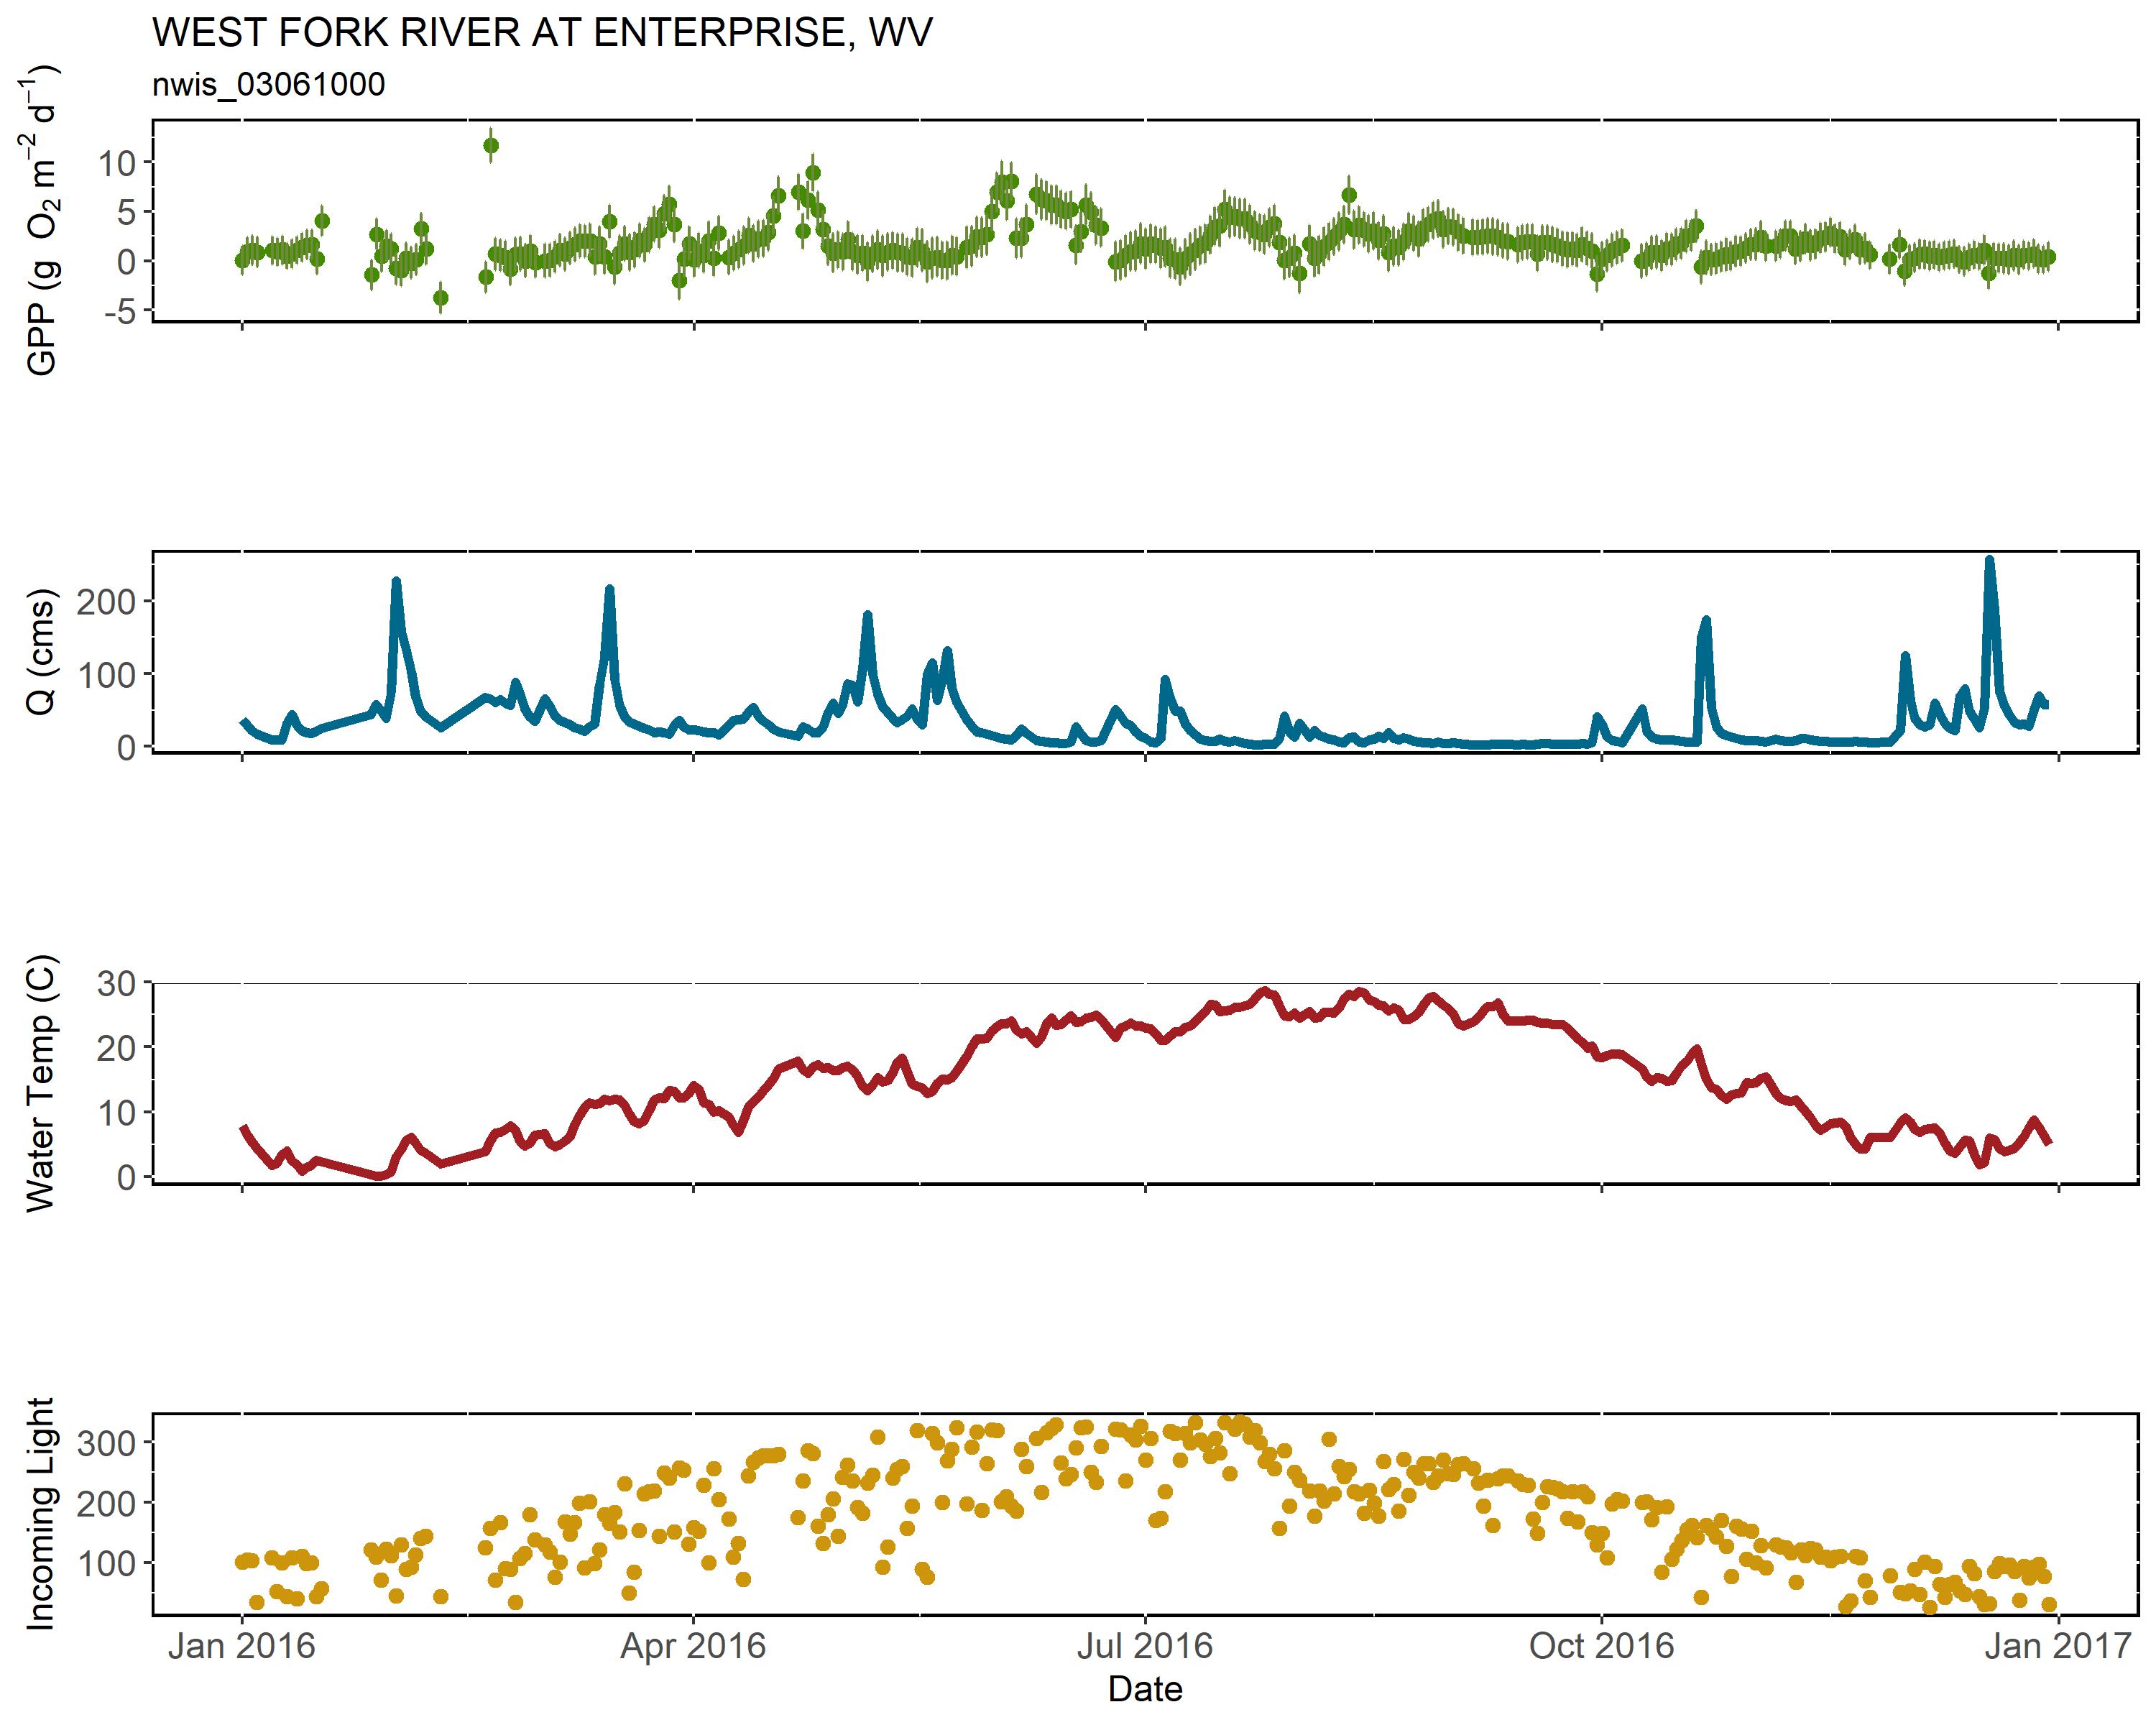 WEST FORK RIVER AT ENTERPRISE, WV
nwis_03061000
GPP (g O₂ m⁻² d⁻¹)
10
5
0
-5
Q (cms)
200
100
0
Water Temp (C)
30
20
10
0
Incoming Light
300
200
100
Jan 2016 Apr 2016 Jul 2016 Oct 2016 Jan 2017
Date